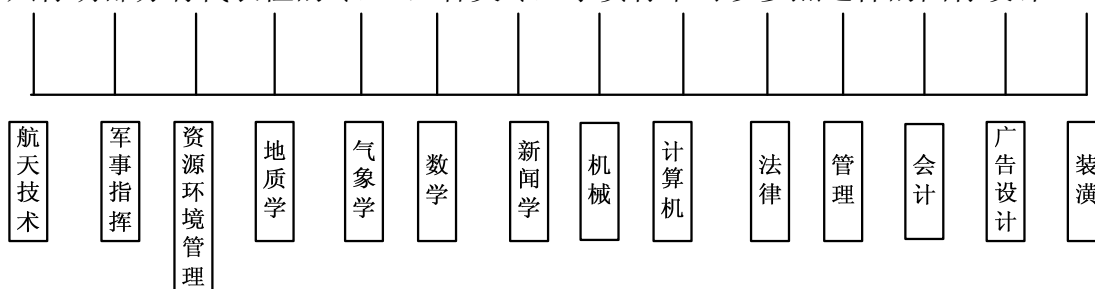 航天技术
军事指挥
资源环境管理
地质学
气象学
数学
新闻学
机械
计算机
法律
管理
会计
广告设计
装潢